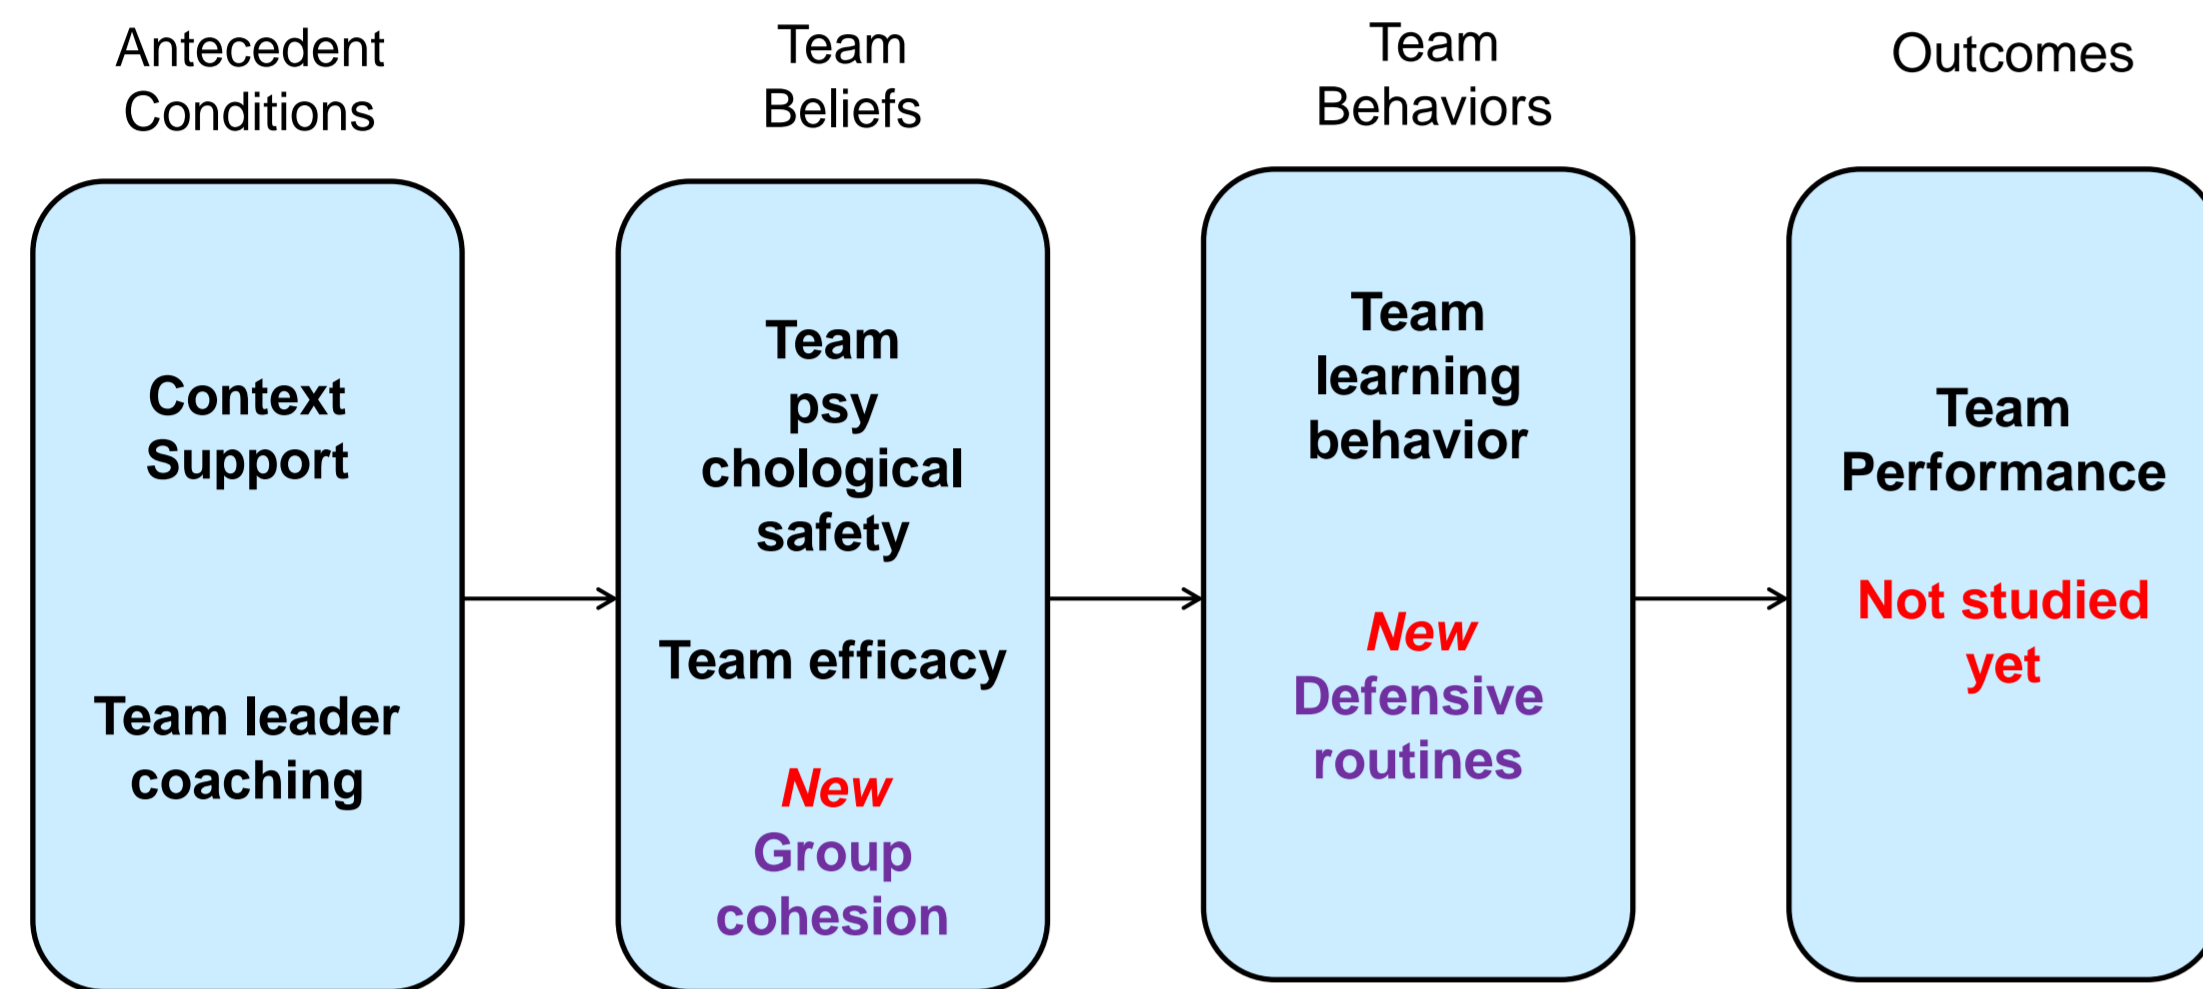 Antecedent
Conditions
Team
Beliefs
Team
Behaviors
Outcomes
Context
Support
Team leader
coaching
Team
psy
chological
safety
Team efficacy
New
Group
cohesion
Team
learning
behavior
New
Defensive
routines
Team
Performance
Not studied
yet